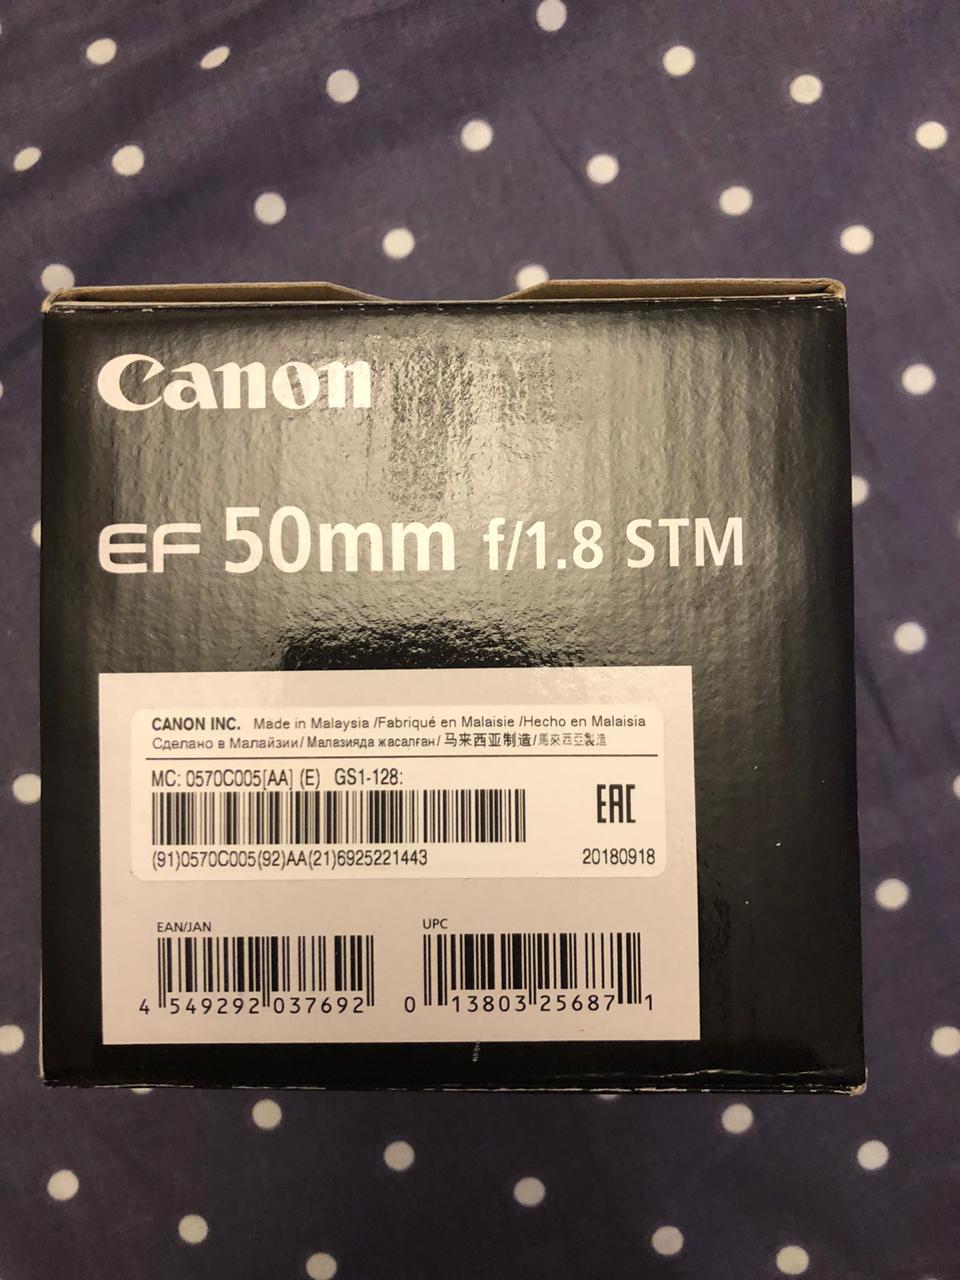 Canon
EF 50mm f/1.8 STM
CANON INC. Made in Malaysia /Fabriqué en Malaisie /Hecho en Malaisia
Сделано в Малайзии/ Малазияда жасалған/ 马来西亚制造/馬來西亞製造
MC: 0570C005[AA] (E) GS1-128:
EAC
(91)0570C005(92)AA(21)6925221443
20180918
EAN/JAN
UPC
4 549292 037692
0 13803 25687 1